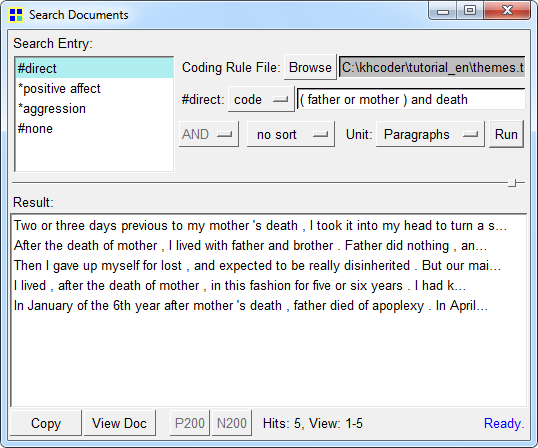 Search Documents
Search Entry:
#direct
*positive affect
*aggression
#none
Coding Rule File: Browse C:\khcoder\tutorial_en\themes.t
#direct: code ( father or mother ) and death
AND no sort Unit: Paragraphs Run
Result:
Two or three days previous to my mother 's death , I took it into my head to turn a s...
After the death of mother , I lived with father and brother . Father did nothing , an...
Then I gave up myself for lost , and expected to be really disinherited . But our mai...
I lived , after the death of mother , in this fashion for five or six years . I had k...
In January of the 6th year after mother 's death , father died of apoplexy . In April...
Copy View Doc P200 N200 Hits: 5, View: 1-5 Ready.